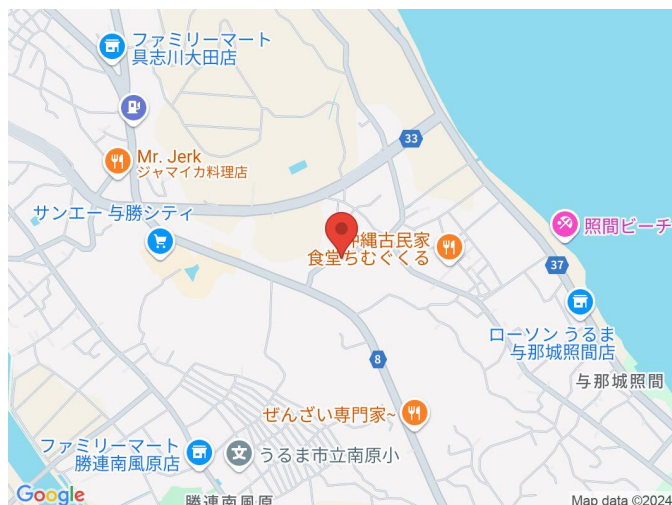 ファミリーマート
具志川大田店
33
Mr. Jerk
ジャマイカ料理店
サンエー 与勝シティ
照間ビーチ
沖縄古民家
食堂ちむぐくる
37
ローソン うるま
与那城照間店
8
与那城照間
ぜんざい専門家~
ファミリーマート
勝連南風原店
うるま市立南原小
勝連南風原
Google
Map data ©2024